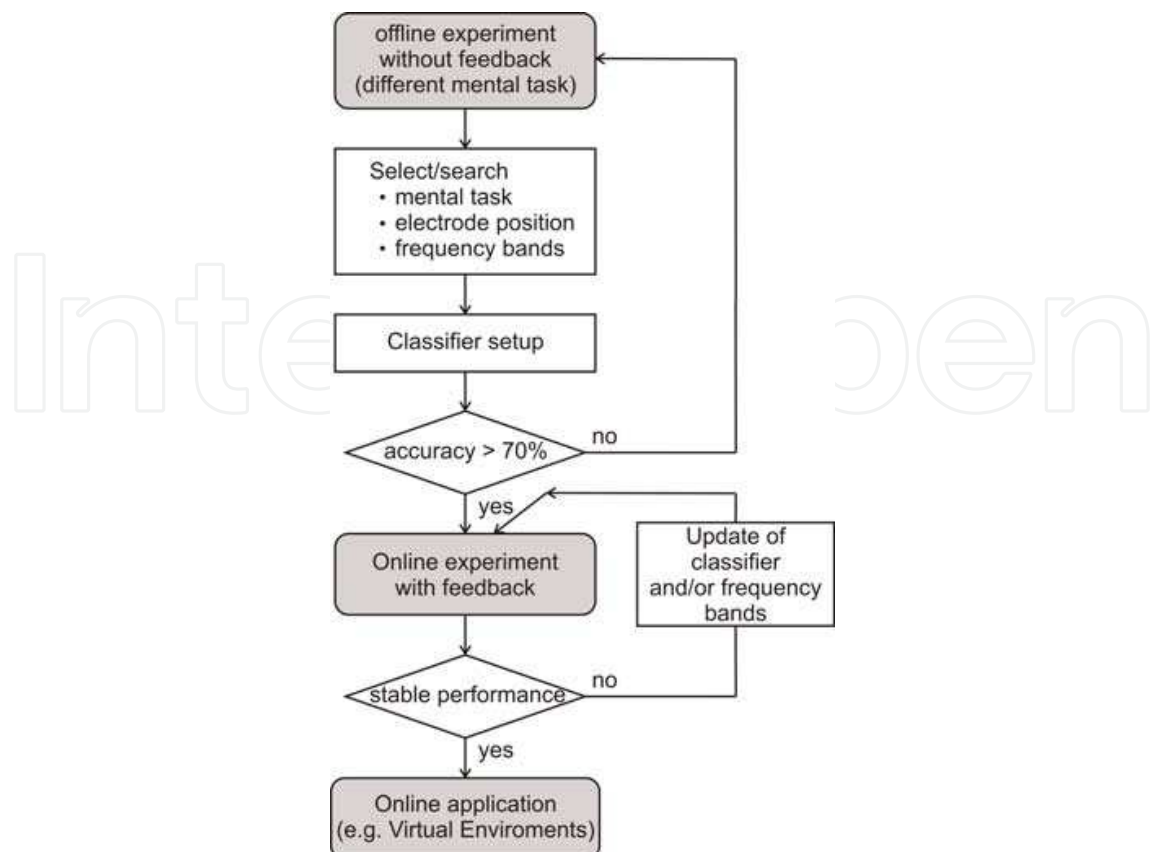 offline experiment
without feedback
(different mental task)
Select/search
• mental task
• electrode position
• frequency bands
Classifier setup
accuracy > 70%
no
yes
Online experiment
with feedback
Update of
classifier
and/or frequency
bands
stable performance
no
yes
Online application
(e.g. Virtual Enviroments)
Inte
pen